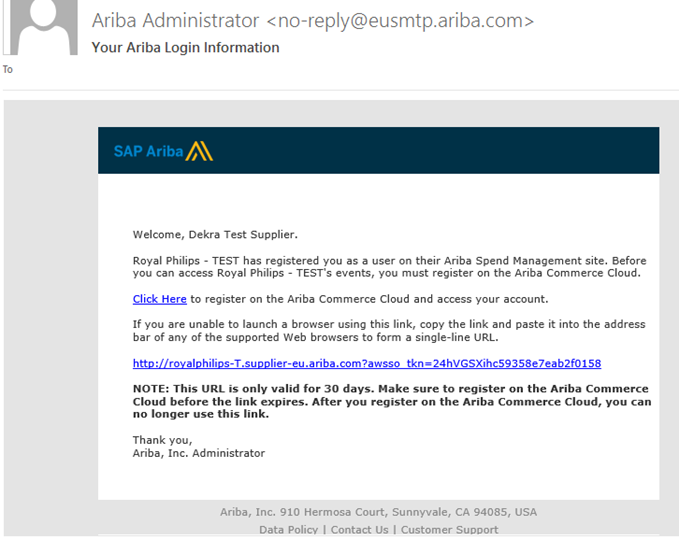 Ariba Administrator <no-reply@eusmtp.ariba.com>
Your Ariba Login Information
To
SAP Ariba
Welcome, Dekra Test Supplier.
Royal Philips - TEST has registered you as a user on their Ariba Spend Management site. Before
you can access Royal Philips - TEST's events, you must register on the Ariba Commerce Cloud.
Click Here to register on the Ariba Commerce Cloud and access your account.
If you are unable to launch a browser using this link, copy the link and paste it into the address
bar of any of the supported Web browsers to form a single-line URL.
http://royalphilips-T.supplier-eu.ariba.com?awsso_tkn=24hVGSXihc59358e7eab2f0158
NOTE: This URL is only valid for 30 days. Make sure to register on the Ariba Commerce
Cloud before the link expires. After you register on the Ariba Commerce Cloud, you can
no longer use this link.
Thank you,
Ariba, Inc. Administrator
Ariba, Inc. 910 Hermosa Court, Sunnyvale, CA 94085, USA
Data Policy | Contact Us | Customer Support